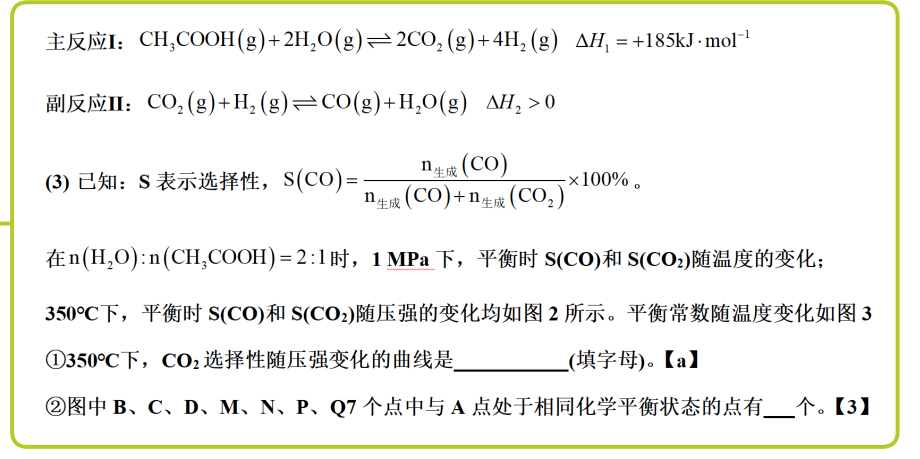 主反应I：CH₃COOH(g)+2H₂O(g)⇌2CO₂(g)+4H₂(g) ΔH₁=+185kJ·mol⁻¹
副反应II：CO₂(g)+H₂(g)⇌CO(g)+H₂O(g) ΔH₂>0
(3) 已知：S 表示选择性，S(CO)=n生成(CO)/(n生成(CO)+n生成(CO₂))×100%。
在n(H₂O):n(CH₃COOH)=2:1时，1 MPa 下，平衡时 S(CO)和 S(CO₂)随温度的变化；
350℃下，平衡时 S(CO)和 S(CO₂)随压强的变化均如图 2 所示。平衡常数随温度变化如图 3
①350℃下，CO₂ 选择性随压强变化的曲线是__________(填字母)。【a】
②图中 B、C、D、M、N、P、Q7 个点中与 A 点处于相同化学平衡状态的点有___个。【3】